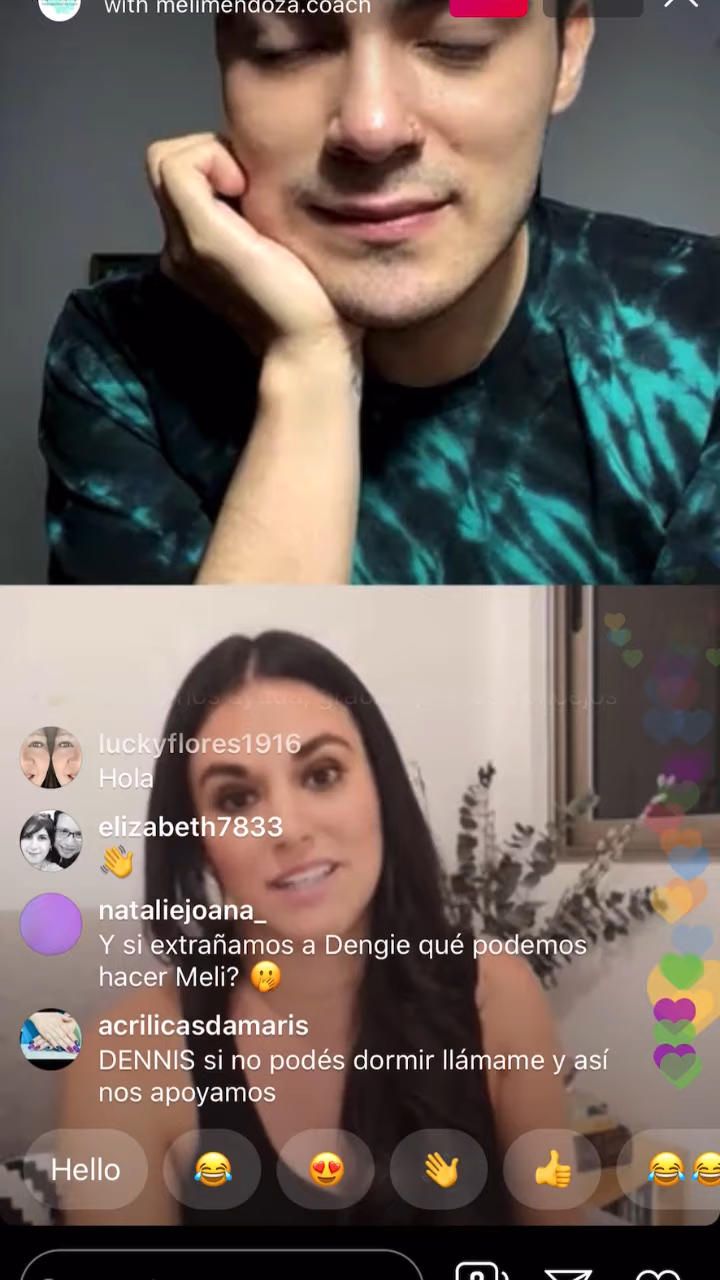 with melimendoza.coach
luckyflores1916
Hola
elizabeth7833
👋
nataliejoana_
Y si extrañamos a Dengie qué podemos
hacer Meli? 🤭
acrilicasdamaris
DENNIS si no podés dormir llámame y así
nos apoyamos
Hello 😂 😍 👋 👍 😂😂